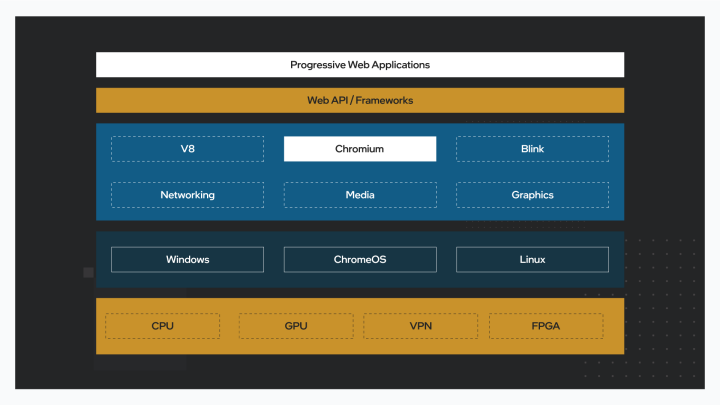 Progressive Web Applications
Web API / Frameworks
V8 Chromium Blink
Networking Media Graphics
Windows ChromeOS Linux
CPU GPU VPN FPGA